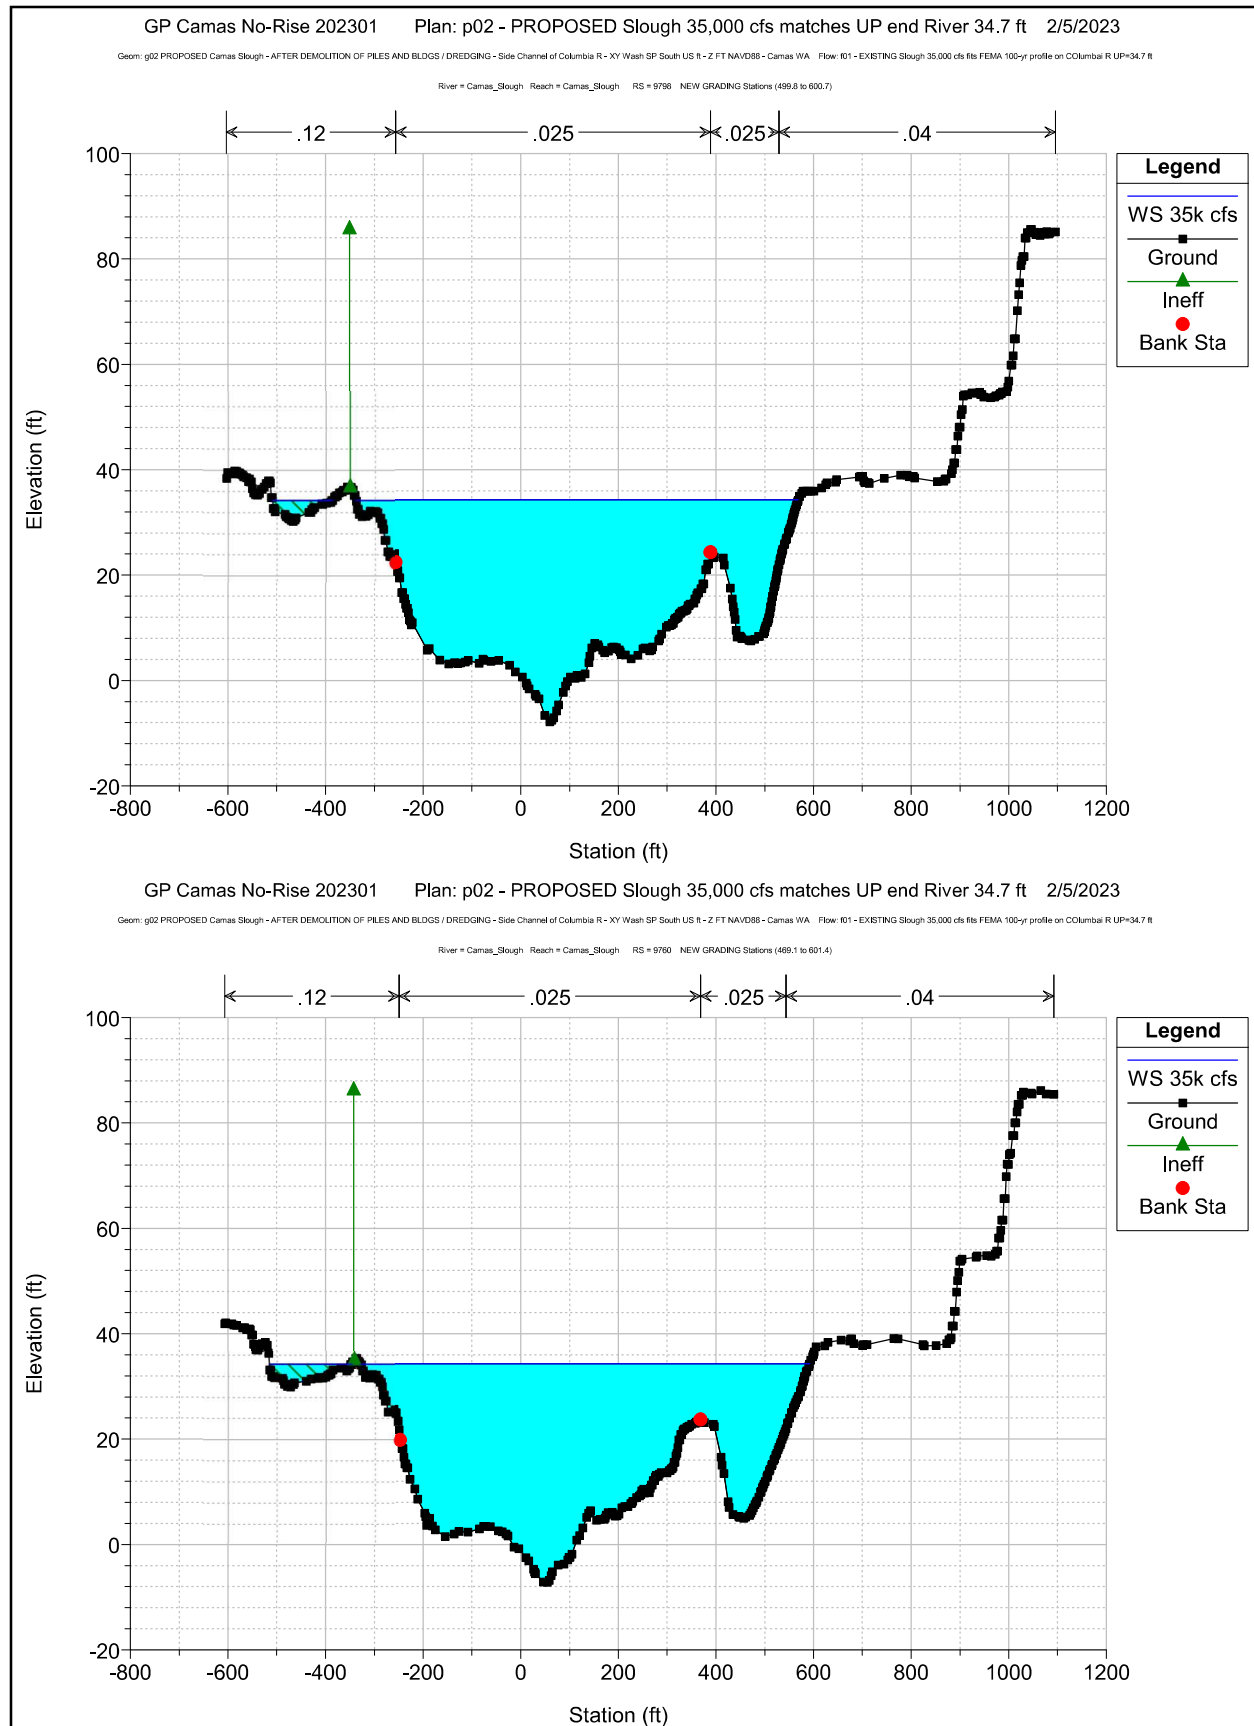 GP Camas No-Rise 202301 Plan: p02 - PROPOSED Slough 35,000 cfs matches UP end River 34.7 ft 2/5/2023
Geom: g02 PROPOSED Camas Slough - AFTER DEMOLITION OF PILES AND BLDGS / DREDGING - Side Channel of Columbia R - XY Wash SP South US ft - Z FT NAVD88 - Camas WA Flow: f01 - EXISTING Slough 35,000 cfs fits FEMA 100-yr profile on COlumbai R UP=34.7 ft
River = Camas_Slough Reach = Camas_Slough RS = 9798 NEW GRADING Stations (499.8 to 600.7)
.12 .025 .025 .04
100
80
60
40
20
0
-20
-800 -600 -400 -200 0 200 400 600 800 1000 1200
Elevation (ft)
Station (ft)
Legend
WS 35k cfs
Ground
Ineff
Bank Sta
GP Camas No-Rise 202301 Plan: p02 - PROPOSED Slough 35,000 cfs matches UP end River 34.7 ft 2/5/2023
Geom: g02 PROPOSED Camas Slough - AFTER DEMOLITION OF PILES AND BLDGS / DREDGING - Side Channel of Columbia R - XY Wash SP South US ft - Z FT NAVD88 - Camas WA Flow: f01 - EXISTING Slough 35,000 cfs fits FEMA 100-yr profile on COlumbai R UP=34.7 ft
River = Camas_Slough Reach = Camas_Slough RS = 9760 NEW GRADING Stations (469.1 to 601.4)
.12 .025 .025 .04
100
80
60
40
20
0
-20
-800 -600 -400 -200 0 200 400 600 800 1000 1200
Elevation (ft)
Station (ft)
Legend
WS 35k cfs
Ground
Ineff
Bank Sta